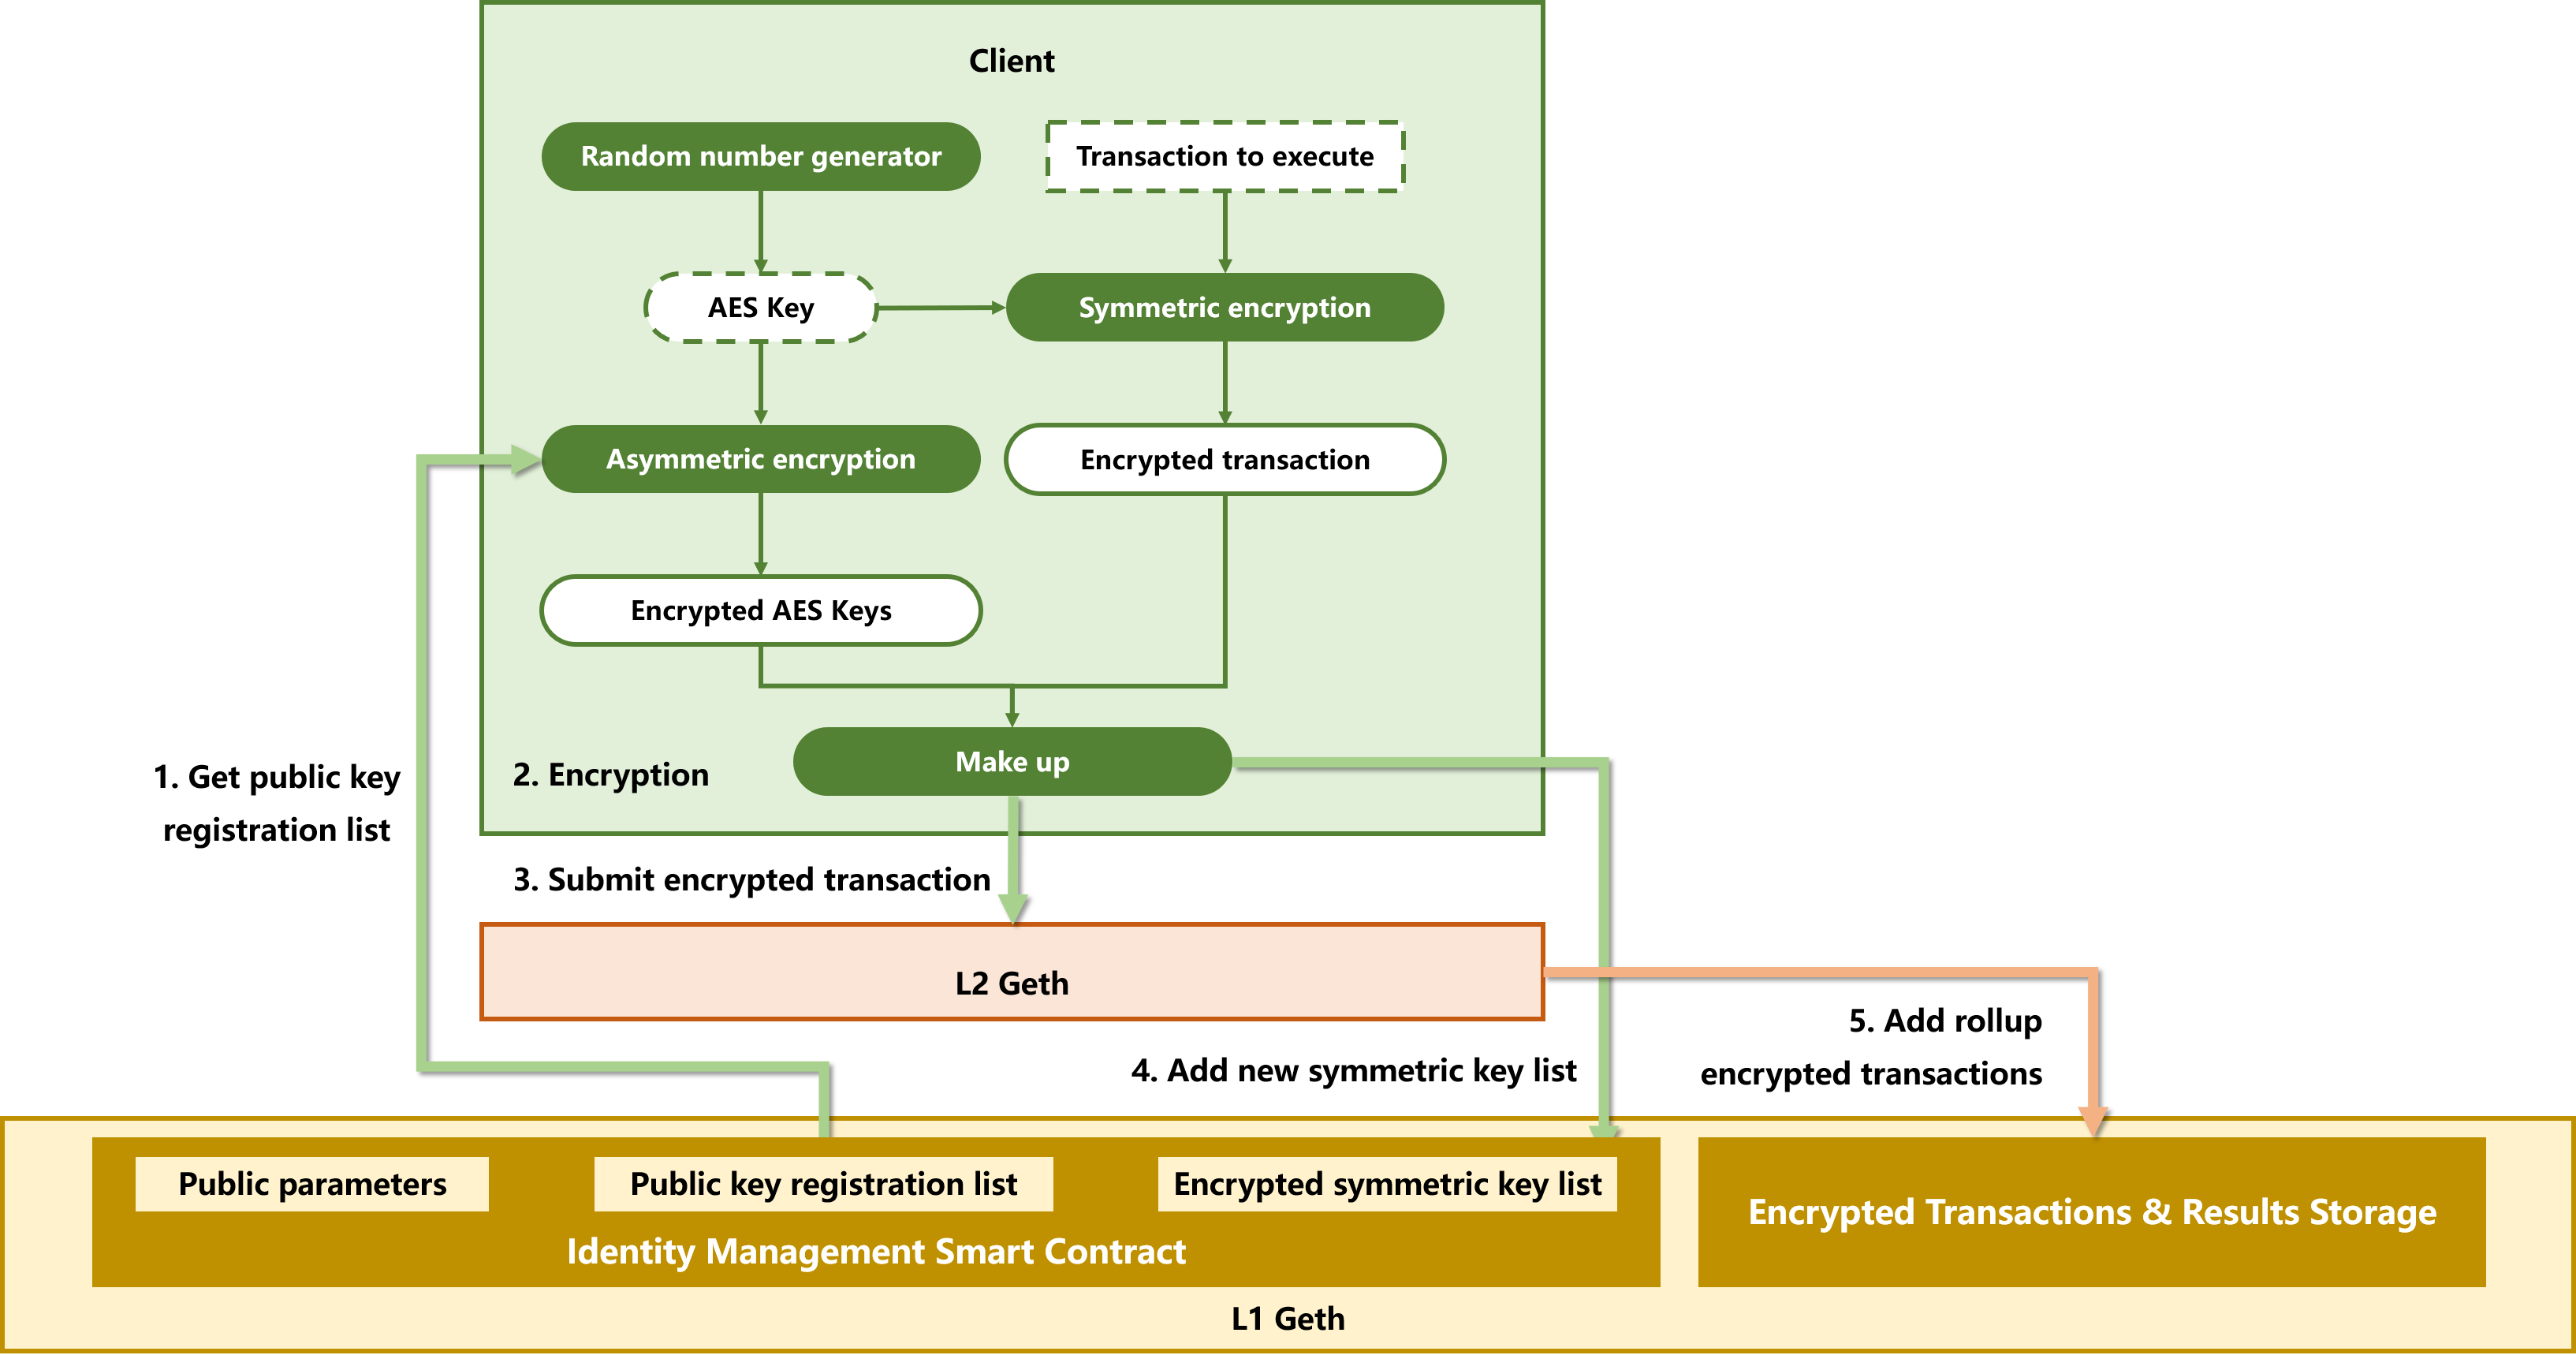 Client
Random number generator
Transaction to execute
AES Key
Symmetric encryption
Asymmetric encryption
Encrypted transaction
Encrypted AES Keys
Make up
2. Encryption
1. Get public key
registration list
3. Submit encrypted transaction
L2 Geth
4. Add new symmetric key list
5. Add rollup
encrypted transactions
Public parameters
Public key registration list
Encrypted symmetric key list
Identity Management Smart Contract
Encrypted Transactions & Results Storage
L1 Geth